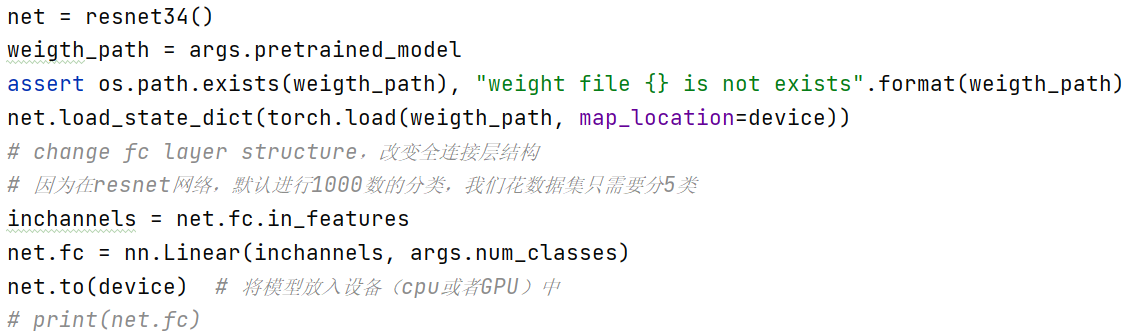 net = resnet34()
weigth_path = args.pretrained_model
assert os.path.exists(weigth_path), "weight file {} is not exists".format(weigth_path)
net.load_state_dict(torch.load(weigth_path, map_location=device))
# change fc layer structure，改变全连接层结构
# 因为在resnet网络，默认进行1000数的分类，我们花数据集只需要分5类
inchannels = net.fc.in_features
net.fc = nn.Linear(inchannels, args.num_classes)
net.to(device)  # 将模型放入设备（cpu或者GPU）中
# print(net.fc)